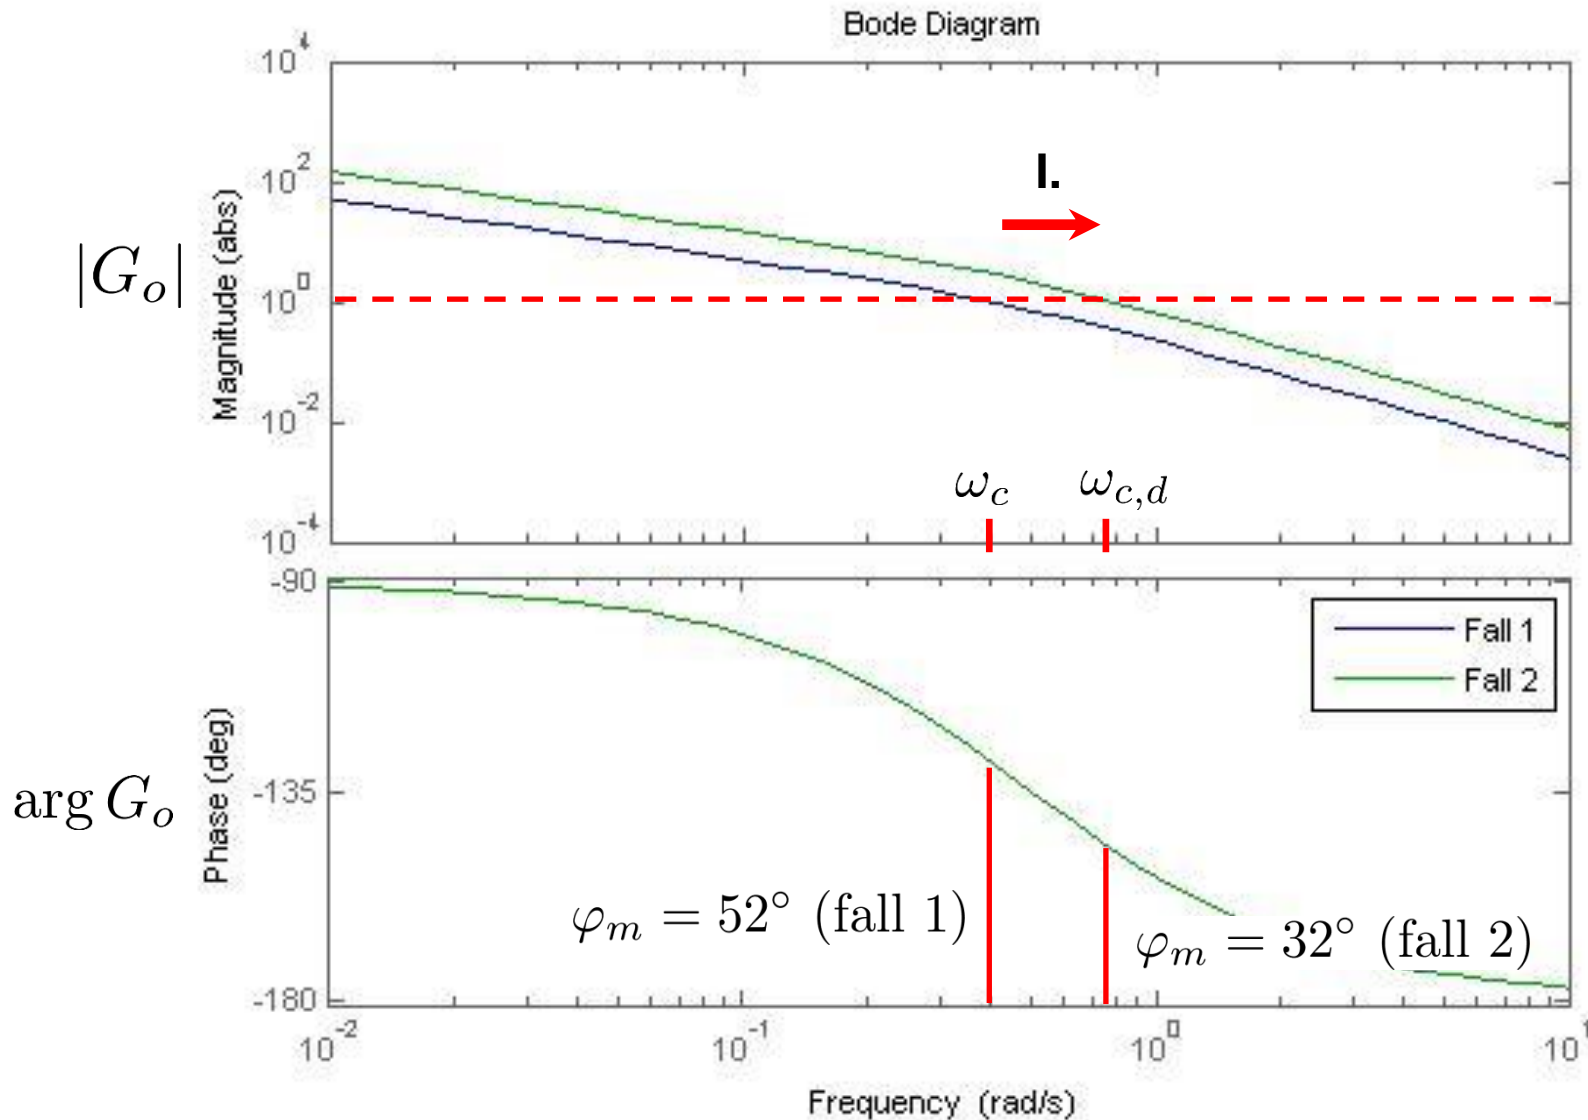 Bode Diagram
10^4
10^2
10^0
10^-2
10^-4
Magnitude (abs)
|G_o|
I.
ω_c
ω_{c,d}
-90
-135
-180
Phase (deg)
arg G_o
Fall 1
Fall 2
φ_m = 52° (fall 1)
φ_m = 32° (fall 2)
10^-2
10^-1
10^0
10^1
Frequency (rad/s)